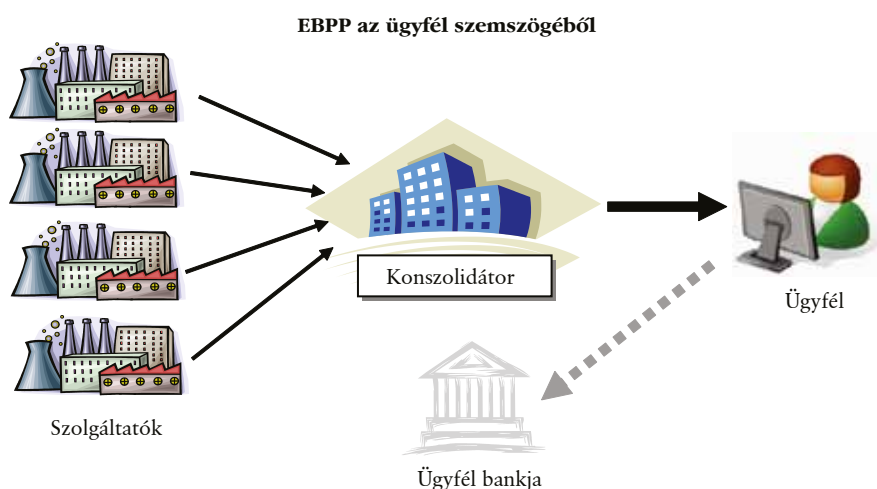 EBPP az ügyfél szemszögéből
Konszolidátor
Ügyfél
Szolgáltatók
Ügyfél bankja